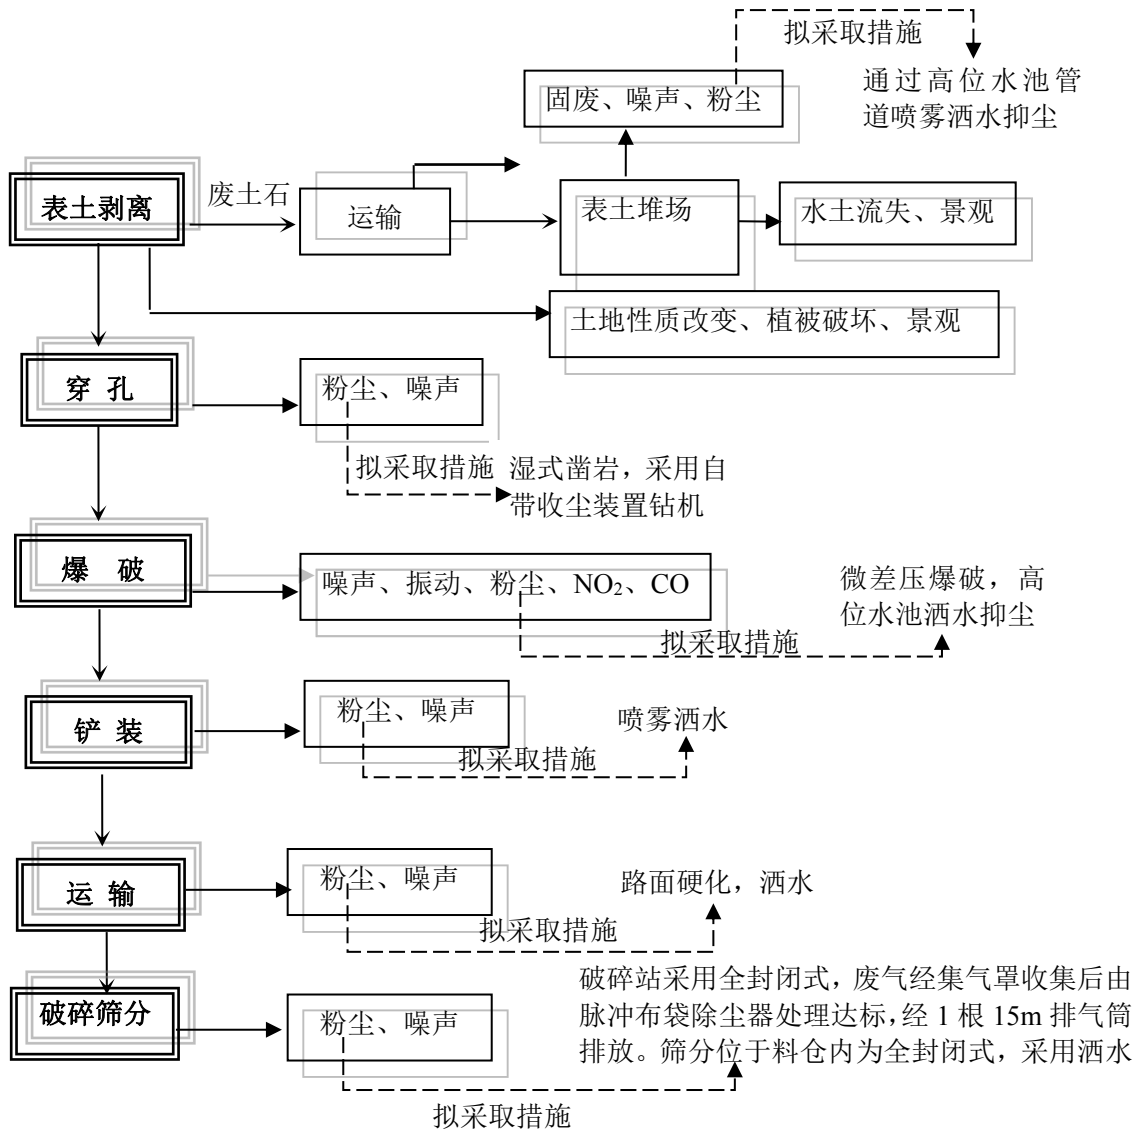 拟采取措施
通过高位水池管
道喷雾洒水抑尘
固废、噪声、粉尘
表土剥离
废土石
运输
表土堆场
水土流失、景观
土地性质改变、植被破坏、景观
穿 孔
粉尘、噪声
拟采取措施
湿式凿岩，采用自
带收尘装置钻机
爆 破
噪声、振动、粉尘、NO₂、CO
拟采取措施
微差压爆破，高
位水池洒水抑尘
铲 装
粉尘、噪声
拟采取措施
喷雾洒水
运 输
粉尘、噪声
拟采取措施
路面硬化，洒水
破碎筛分
粉尘、噪声
拟采取措施
破碎站采用全封闭式，废气经集气罩收集后由
脉冲布袋除尘器处理达标，经 1 根 15m 排气筒
排放。筛分位于料仓内为全封闭式，采用洒水